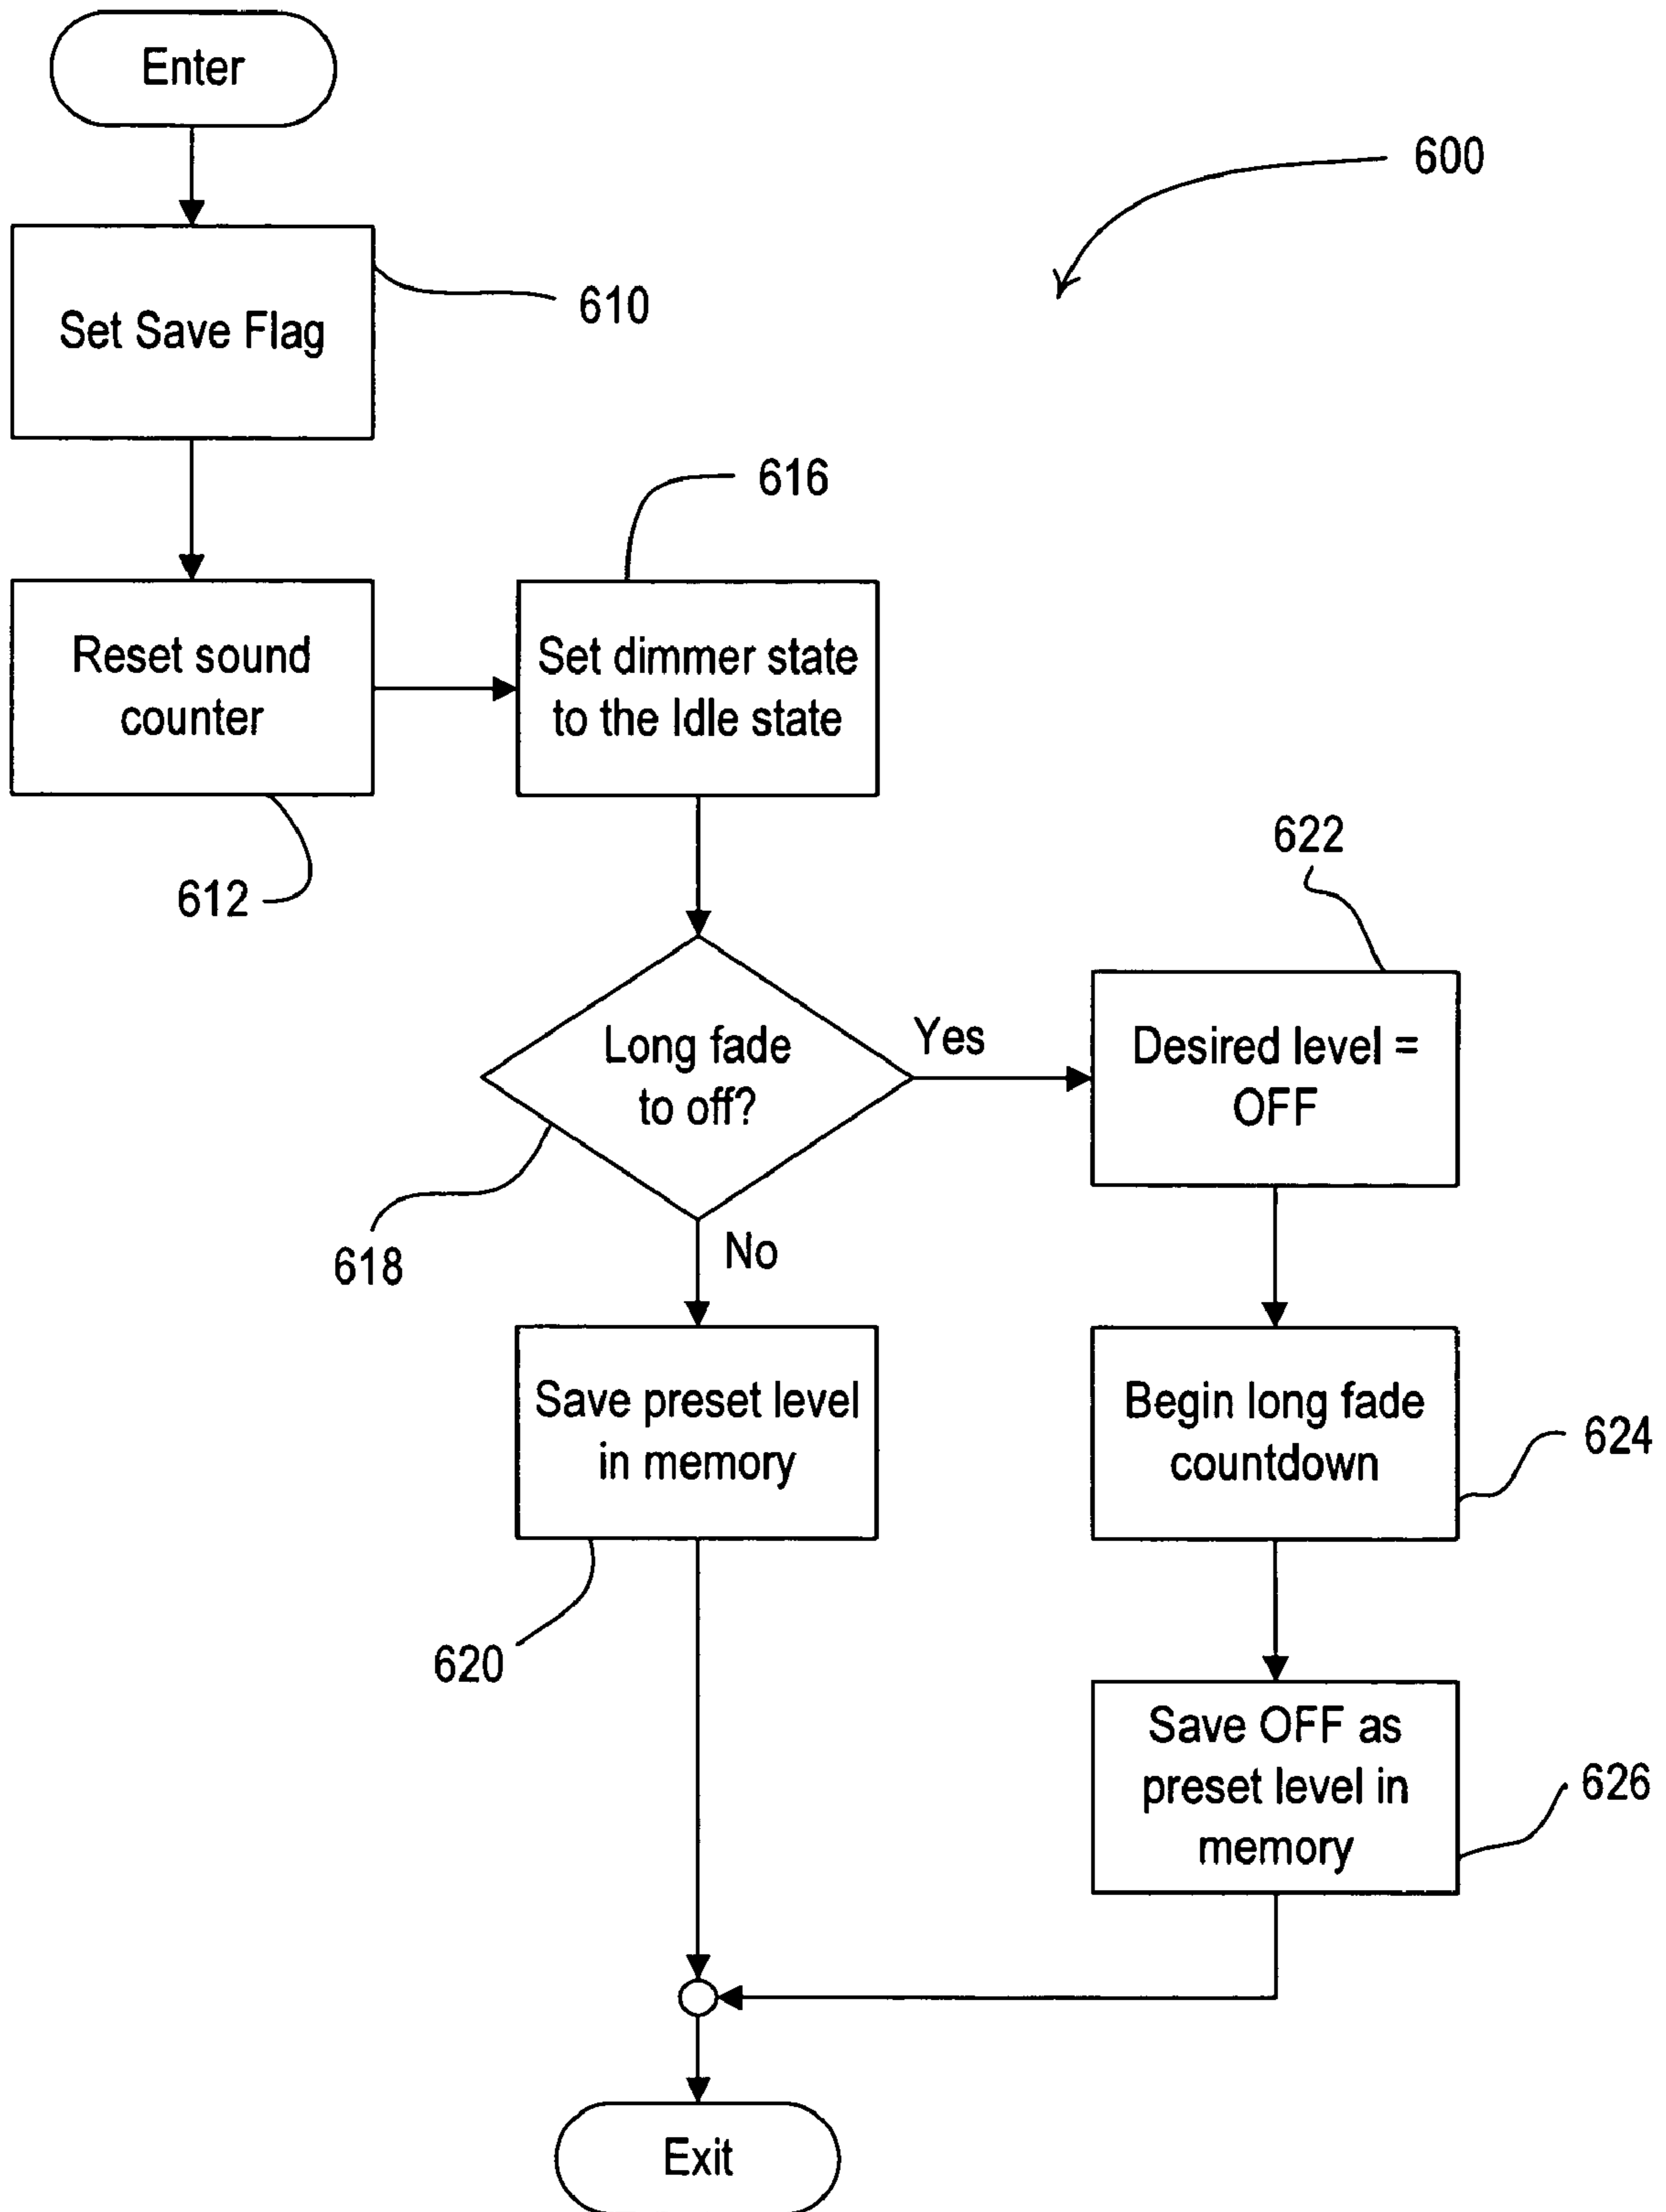 Enter
600
Set Save Flag
610
616
Reset sound
counter
Set dimmer state
to the Idle state
612
622
Long fade
to off?
Yes
Desired level =
OFF
618
No
Save preset level
in memory
Begin long fade
countdown
624
620
Save OFF as
preset level in
memory
626
Exit